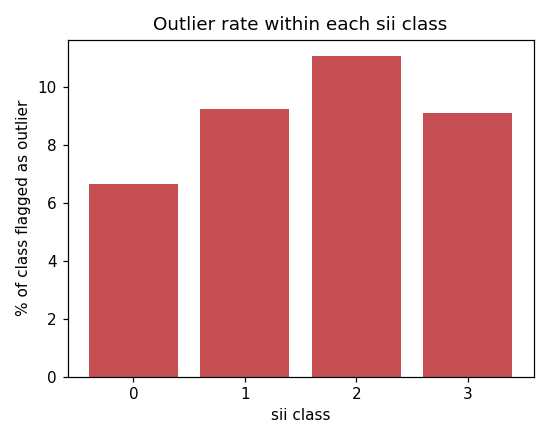 Outlier rate within each sii class
% of class flagged as outlier
10
8
6
4
2
0
0 1 2 3
sii class